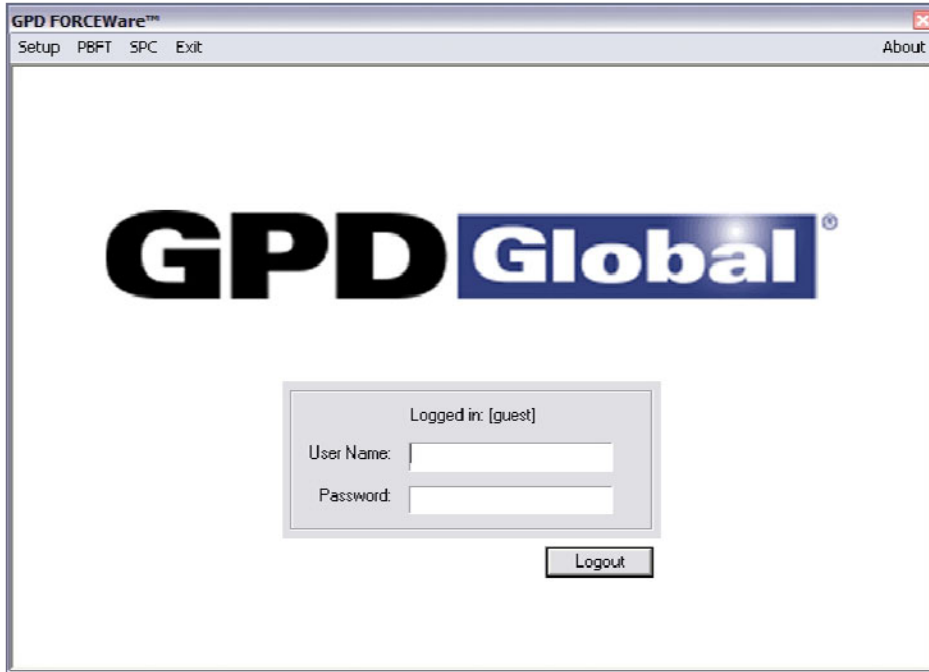 GPD FORCEWare™
Setup PBFT SPC Exit About
GPD Global®
Logged in: [guest]
User Name:
Password:
Logout